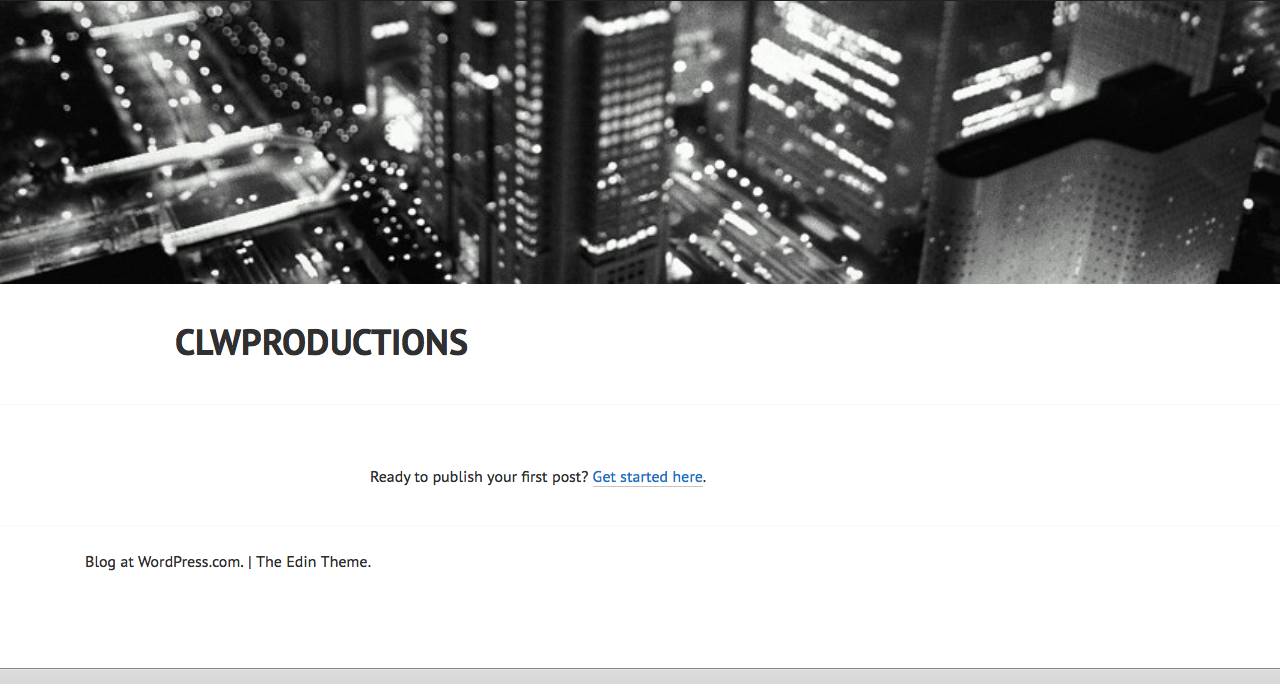 CLWPRODUCTIONS
Ready to publish your first post? Get started here.
Blog at WordPress.com. | The Edin Theme.